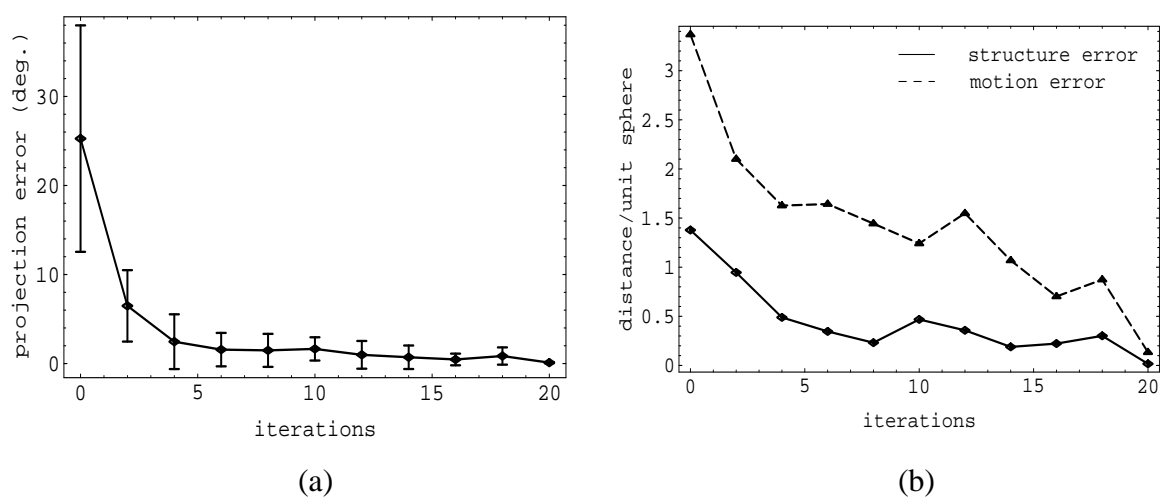 projection error (deg.)
30
20
10
0
0
5
10
15
20
iterations
(a)
distance/unit sphere
3
2.5
2
1.5
1
0.5
0
structure error
motion error
0
5
10
15
20
iterations
(b)